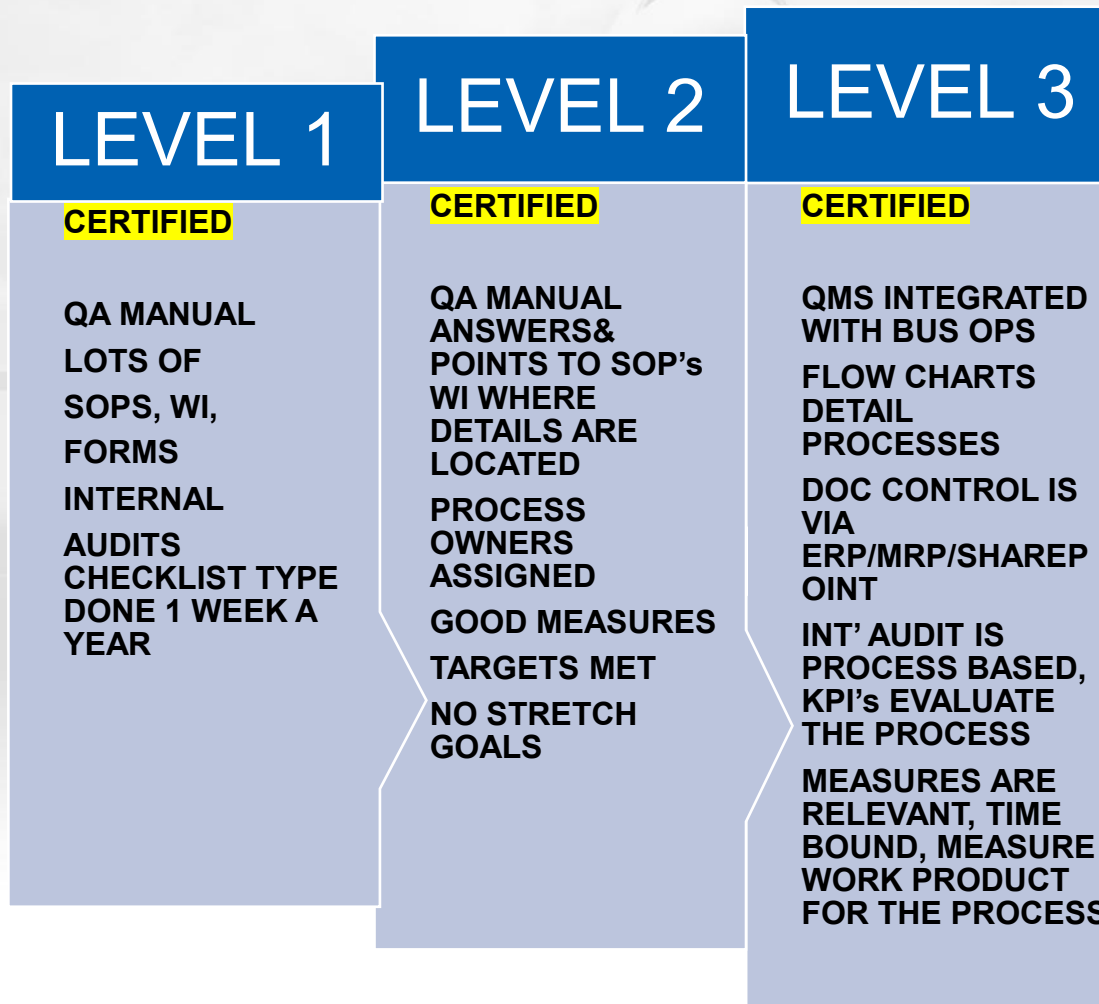 LEVEL 1
CERTIFIED
QA MANUAL
LOTS OF
SOPS, WI,
FORMS
INTERNAL
AUDITS
CHECKLIST TYPE
DONE 1 WEEK A
YEAR
LEVEL 2
CERTIFIED
QA MANUAL
ANSWERS&
POINTS TO SOP's
WI WHERE
DETAILS ARE
LOCATED
PROCESS
OWNERS
ASSIGNED
GOOD MEASURES
TARGETS MET
NO STRETCH
GOALS
LEVEL 3
CERTIFIED
QMS INTEGRATED
WITH BUS OPS
FLOW CHARTS
DETAIL
PROCESSES
DOC CONTROL IS
VIA
ERP/MRP/SHAREP
OINT
INT' AUDIT IS
PROCESS BASED,
KPI's EVALUATE
THE PROCESS
MEASURES ARE
RELEVANT, TIME
BOUND, MEASURE
WORK PRODUCT
FOR THE PROCESS